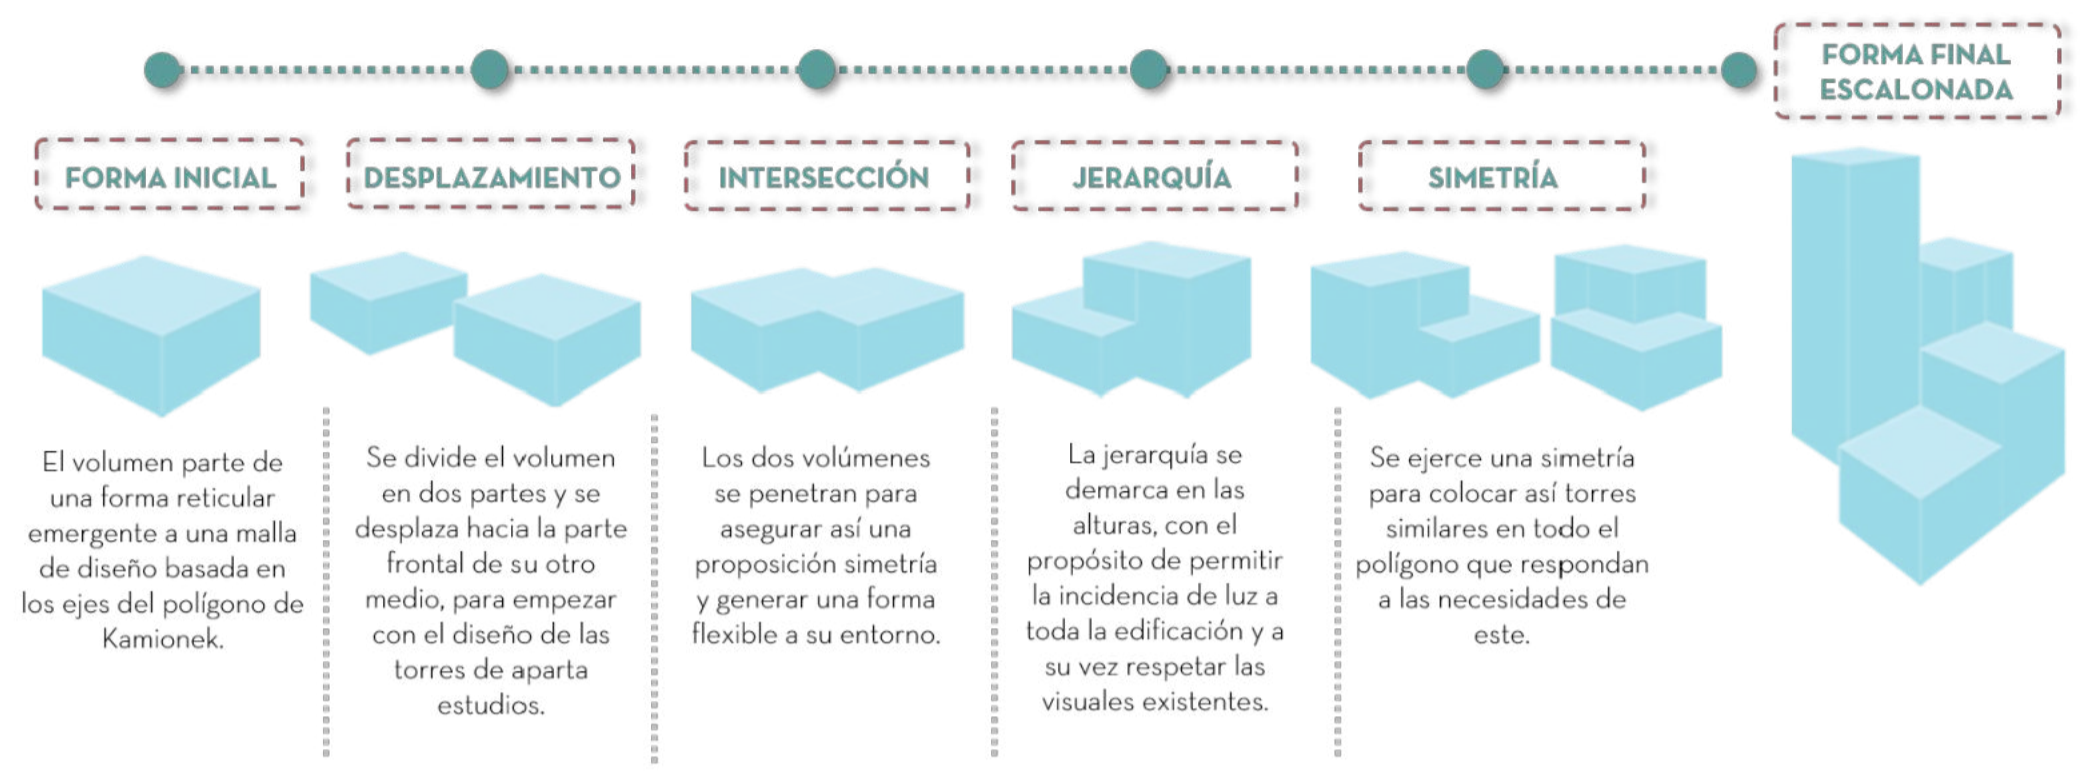 FORMA FINAL
ESCALONADA
FORMA INICIAL
DESPLAZAMIENTO
INTERSECCIÓN
JERARQUÍA
SIMETRÍA
El volumen parte de
una forma reticular
emergente a una malla
de diseño basada en
los ejes del polígono de
Kamionek.
Se divide el volumen
en dos partes y se
desplaza hacia la parte
frontal de su otro
medio, para empezar
con el diseño de las
torres de aparta
estudios.
Los dos volúmenes
se penetran para
asegurar así una
proposición simetría
y generar una forma
flexible a su entorno.
La jerarquía se
demarca en las
alturas, con el
propósito de permitir
la incidencia de luz a
toda la edificación y a
su vez respetar las
visuales existentes.
Se ejerce una simetría
para colocar así torres
similares en todo el
polígono que respondan
a las necesidades de
este.